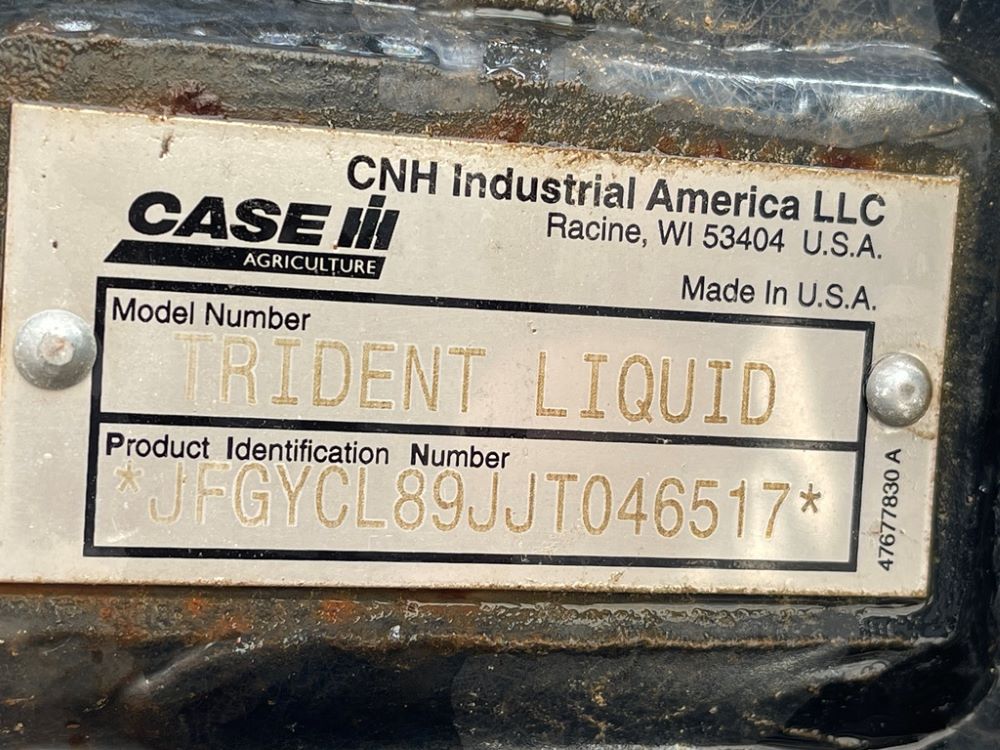 CNH Industrial America LLC
Racine, WI 53404 U.S.A.
CASE IH
AGRICULTURE
Made In U.S.A.
Model Number
TRIDENT LIQUID
Product Identification Number
*JFGYCL89JJT046517*
47677830 A